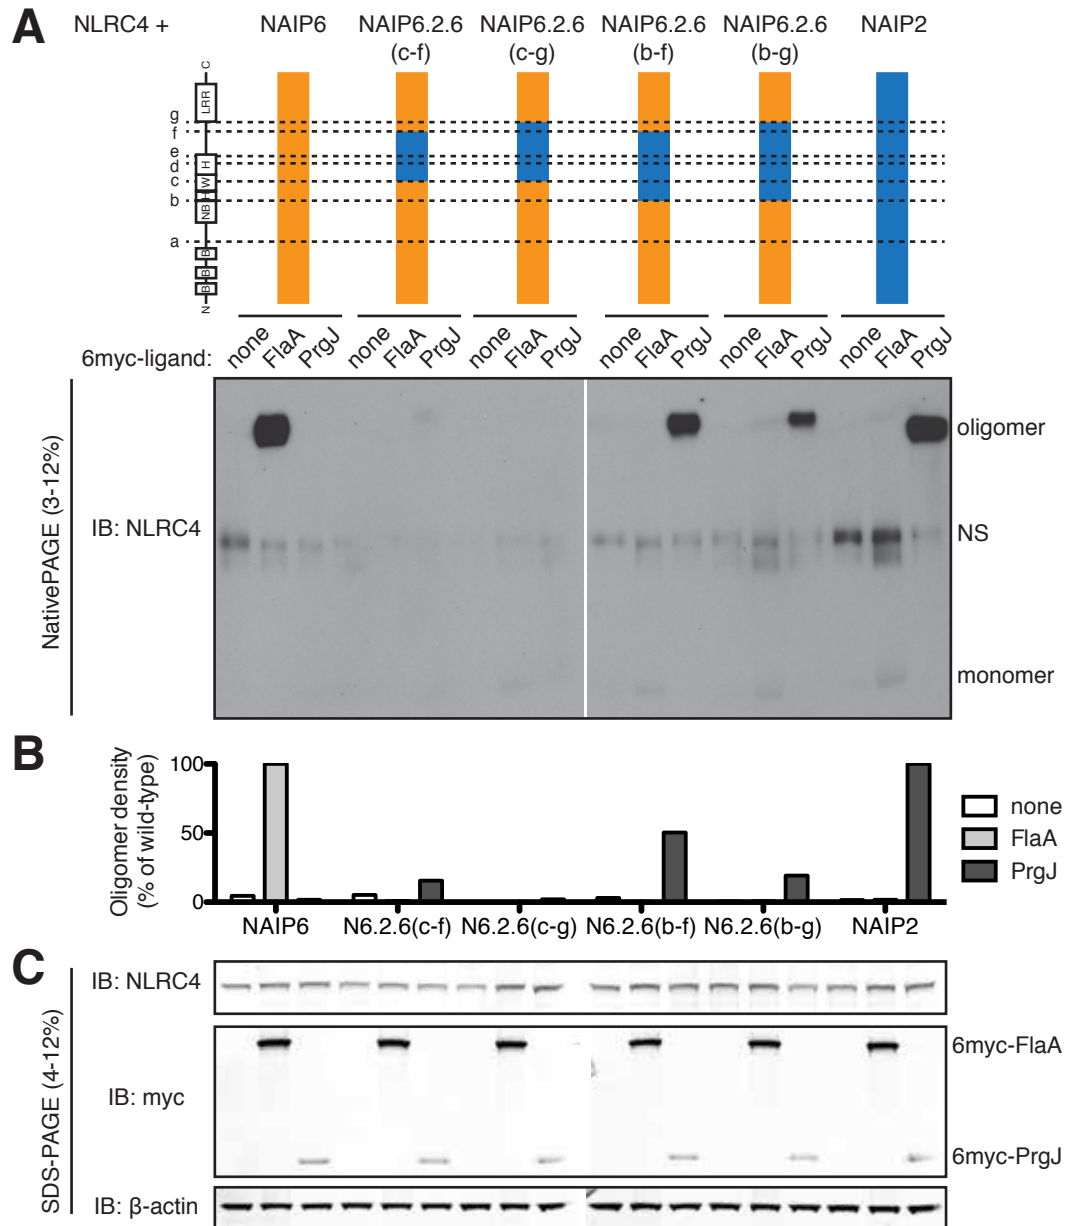 A
NLRC4 + NAIP6 NAIP6.2.6 NAIP6.2.6 NAIP6.2.6 NAIP6.2.6 NAIP2
(c-f) (c-g) (b-f) (b-g)
C
LRR
g
f
e
d H
c W
H
b NB
a
B
B
B
N
6myc-ligand: none FlaA PrgJ none FlaA PrgJ none FlaA PrgJ none FlaA PrgJ none FlaA PrgJ none FlaA PrgJ
NativePAGE (3-12%)
IB: NLRC4
oligomer
NS
monomer
B
Oligomer density
(% of wild-type)
100
50
0
NAIP6 N6.2.6(c-f) N6.2.6(c-g) N6.2.6(b-f) N6.2.6(b-g) NAIP2
none
FlaA
PrgJ
C
SDS-PAGE (4-12%)
IB: NLRC4
IB: myc
6myc-FlaA
6myc-PrgJ
IB: β-actin